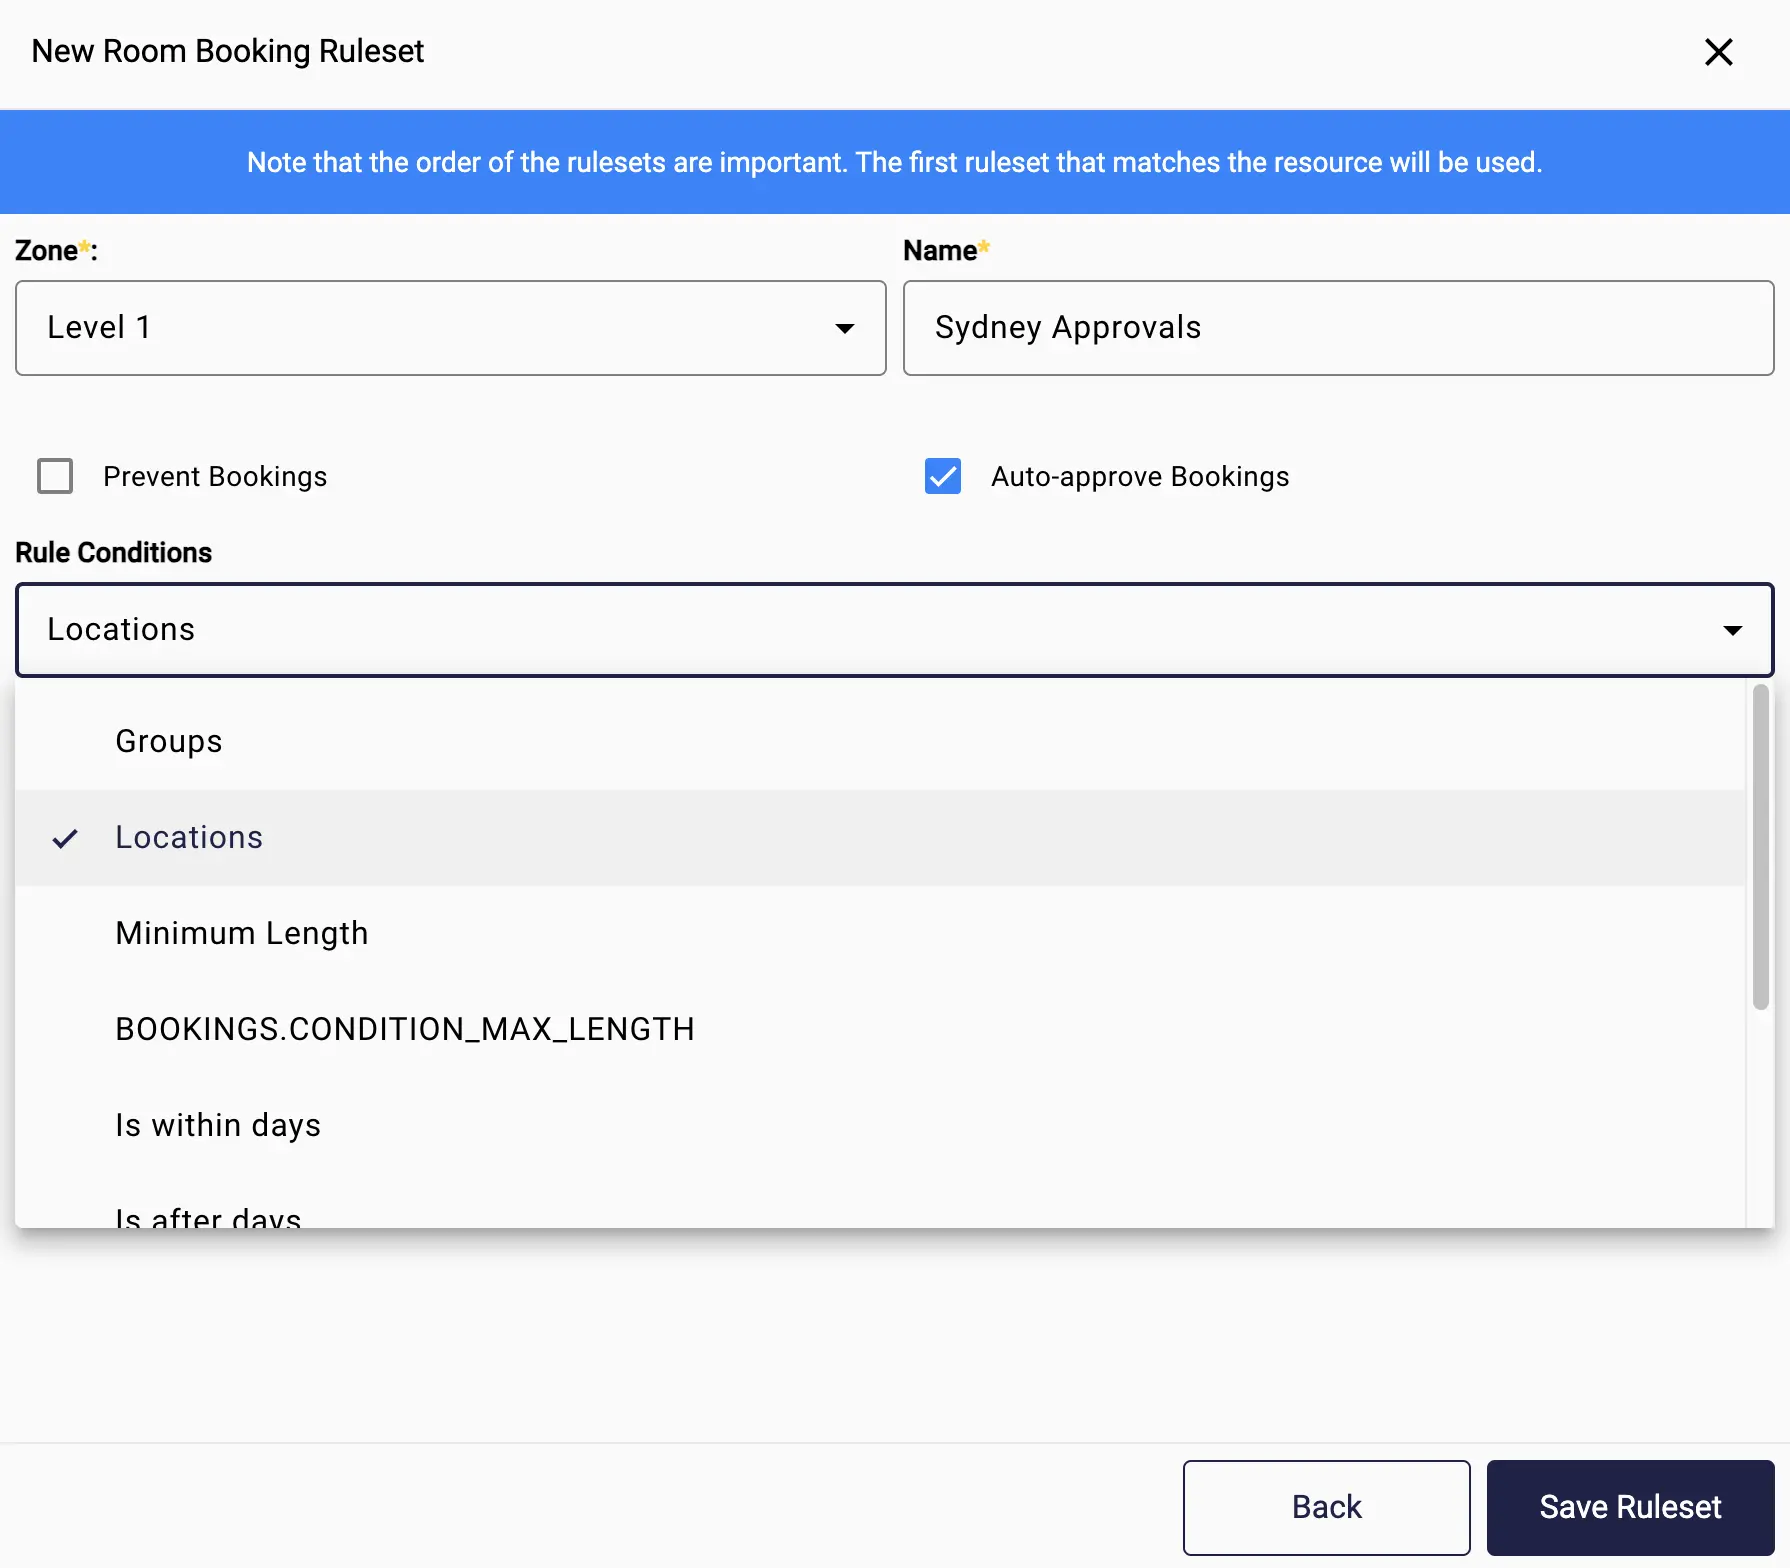 New Room Booking Ruleset
Note that the order of the rulesets are important. The first ruleset that matches the resource will be used.
Zone*:
Name*
Level 1
Sydney Approvals
Prevent Bookings
Auto-approve Bookings
Rule Conditions
Locations
Groups
Locations
Minimum Length
BOOKINGS.CONDITION_MAX_LENGTH
Is within days
Is after days
Back
Save Ruleset